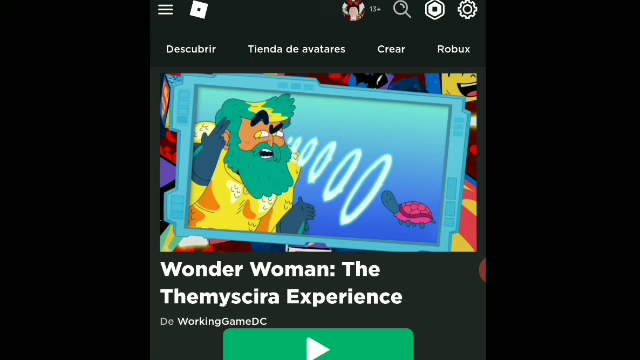 13+
Descubrir Tienda de avatares Crear Robux
Wonder Woman: The
Themyscira Experience
De WorkingGameDC